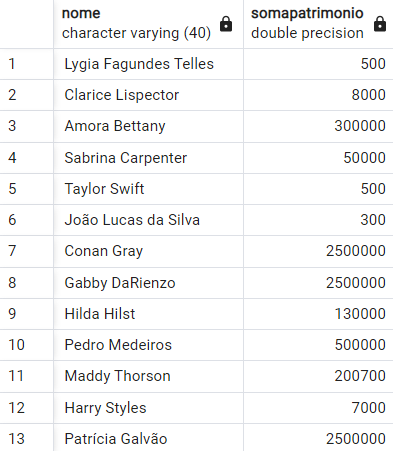 nome somapatrimonio
character varying (40) double precision
1 Lygia Fagundes Telles 500
2 Clarice Lispector 8000
3 Amora Bettany 300000
4 Sabrina Carpenter 50000
5 Taylor Swift 500
6 João Lucas da Silva 300
7 Conan Gray 2500000
8 Gabby DaRienzo 2500000
9 Hilda Hilst 130000
10 Pedro Medeiros 500000
11 Maddy Thorson 200700
12 Harry Styles 7000
13 Patrícia Galvão 2500000